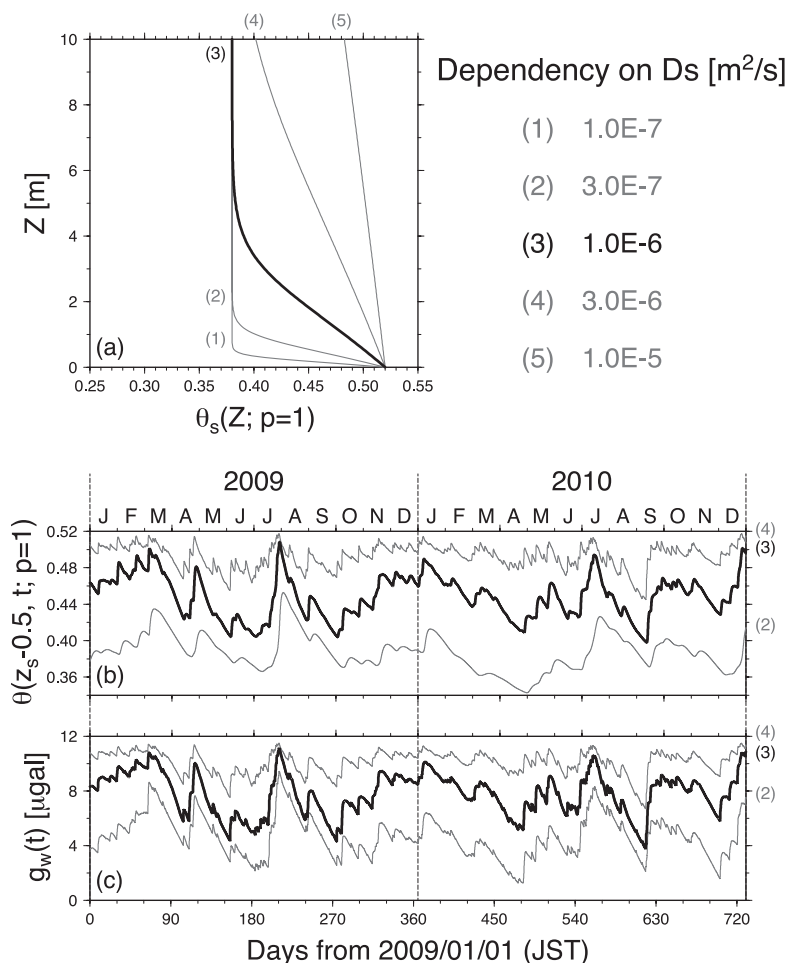 (4) (5)
10
(3)
8
6
Z [m]
4
(2)
2
(1)
(a)
0
0.25 0.30 0.35 0.40 0.45 0.50 0.55
θs(Z; p=1)
Dependency on Ds [m²/s]
(1) 1.0E-7
(2) 3.0E-7
(3) 1.0E-6
(4) 3.0E-6
(5) 1.0E-5
2009 2010
J F M A M J J A S O N D J F M A M J J A S O N D
0.52 (4)
(3)
0.48
0.44
θ(zs-0.5, t; p=1)
0.40 (2)
0.36
(b)
12 (4)
(3)
8
(2)
gw(t) [μgal]
4
(c)
0
0 90 180 270 360 450 540 630 720
Days from 2009/01/01 (JST)